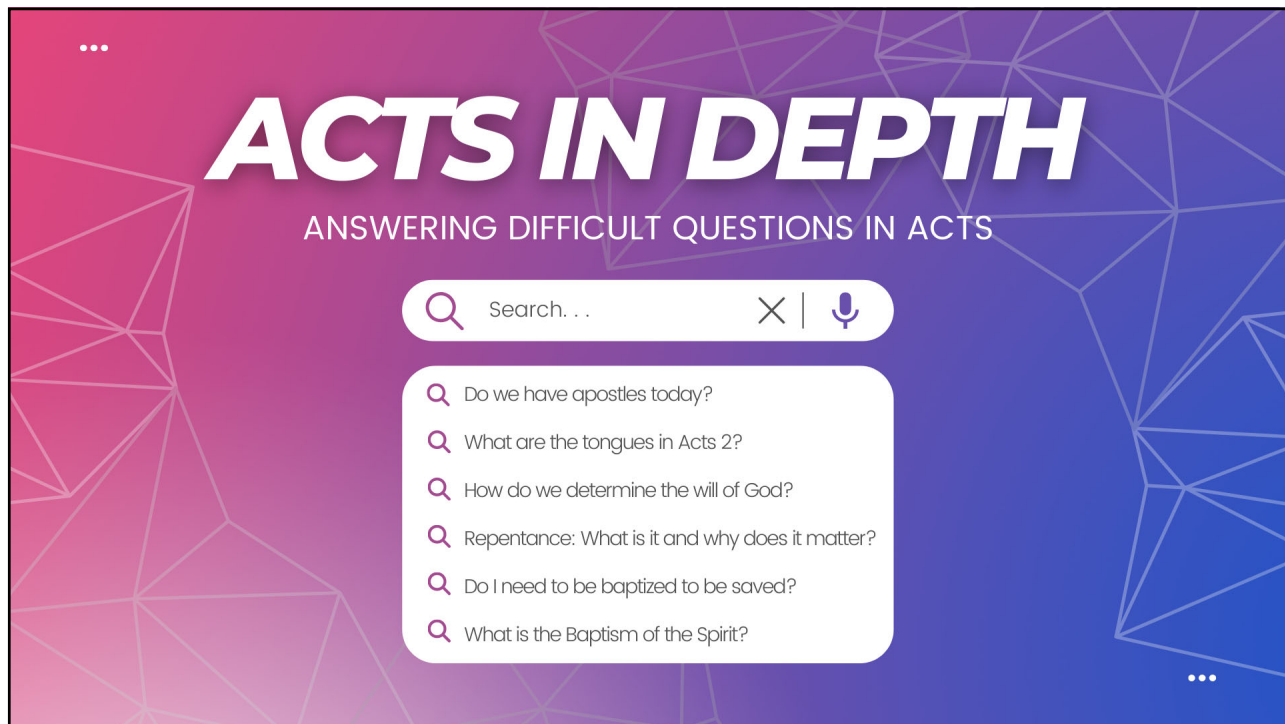 ACTS IN DEPTH
ANSWERING DIFFICULT QUESTIONS IN ACTS
Search. . .
Do we have apostles today?
What are the tongues in Acts 2?
How do we determine the will of God?
Repentance: What is it and why does it matter?
Do I need to be baptized to be saved?
What is the Baptism of the Spirit?